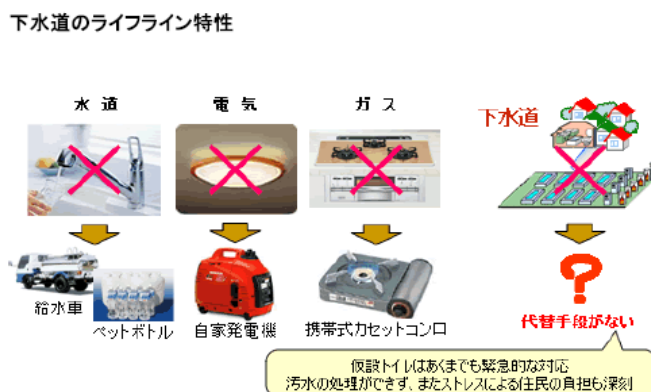 下水道のライフライン特性
水 道
電 気
ガ ス
下水道
給水車
ペットボトル
自家発電機
携帯式カセットコンロ
?
代替手段がない
仮設トイレはあくまでも緊急的な対応
汚水の処理ができず、またストレスによる住民の負担も深刻